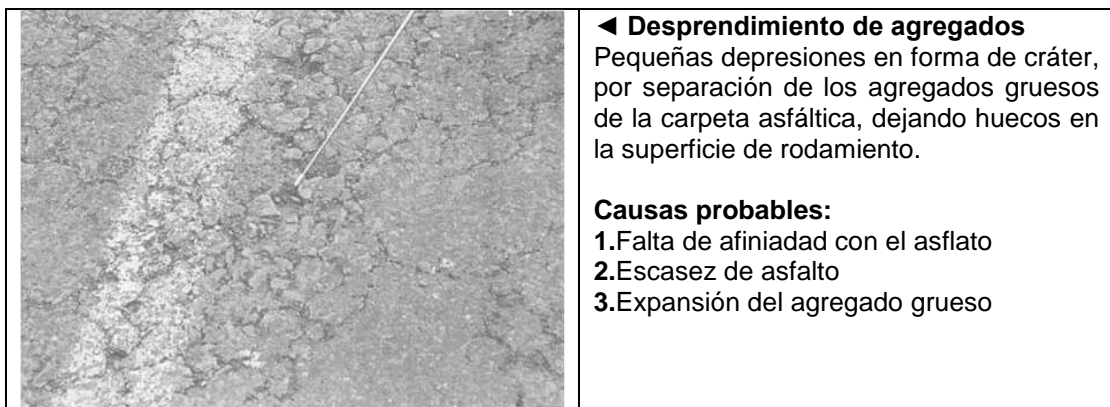 ◄ Desprendimiento de agregados
Pequeñas depresiones en forma de cráter,
por separación de los agregados gruesos
de la carpeta asfáltica, dejando huecos en
la superficie de rodamiento.
Causas probables:
1.Falta de afiniadad con el asflato
2.Escasez de asfalto
3.Expansión del agregado grueso